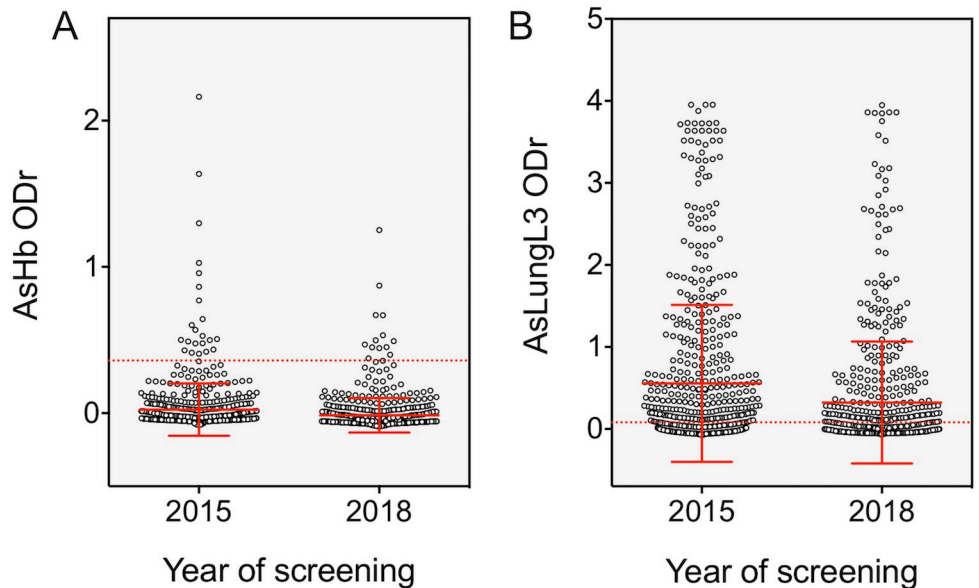 A
AsHb ODr
2
1
0
2015 2018
Year of screening
B
AsLungL3 ODr
5
4
3
2
1
0
2015 2018
Year of screening